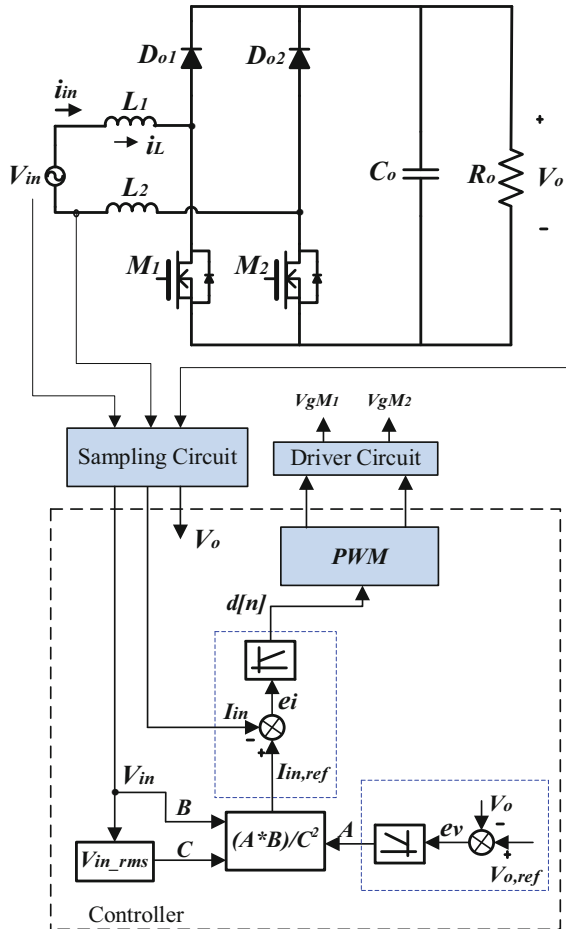 Do1
Do2
iin
L1
iL
Vin
L2
Co
Ro
+
Vo
-
M1
M2
VgM1
VgM2
Sampling Circuit
Driver Circuit
Vo
PWM
d[n]
ei
Iin
-
+
Iin,ref
Vin
B
(A*B)/C²
A
ev
Vo
-
+
Vo,ref
Vin_rms
C
Controller